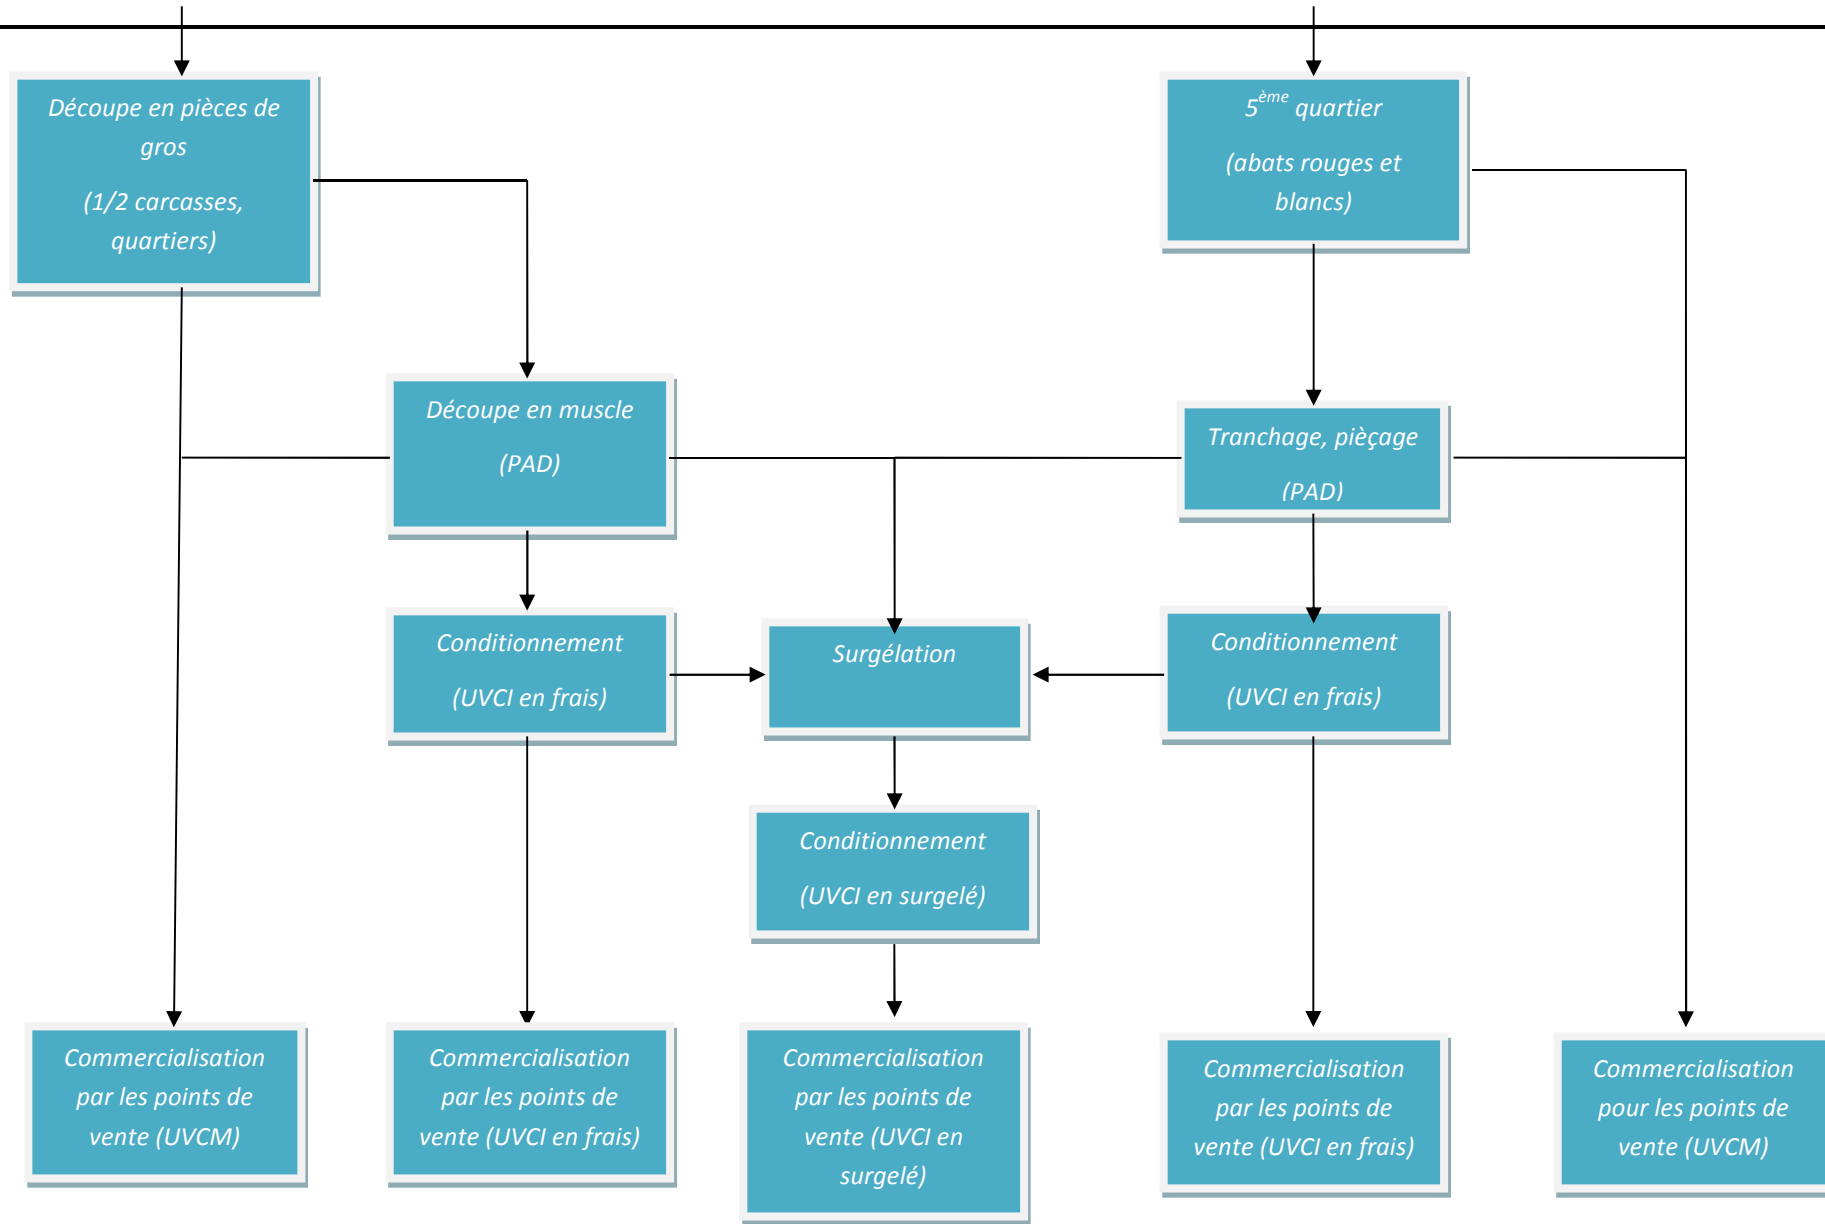 Découpe en pièces de
gros
(1/2 carcasses,
quartiers)
5ème quartier
(abats rouges et
blancs)
Découpe en muscle
(PAD)
Tranchage, pièçage
(PAD)
Conditionnement
(UVCI en frais)
Surgélation
Conditionnement
(UVCI en frais)
Conditionnement
(UVCI en surgelé)
Commercialisation
par les points de
vente (UVCM)
Commercialisation
par les points de
vente (UVCI en frais)
Commercialisation
par les points de
vente (UVCI en
surgelé)
Commercialisation
par les points de
vente (UVCI en frais)
Commercialisation
pour les points de
vente (UVCM)